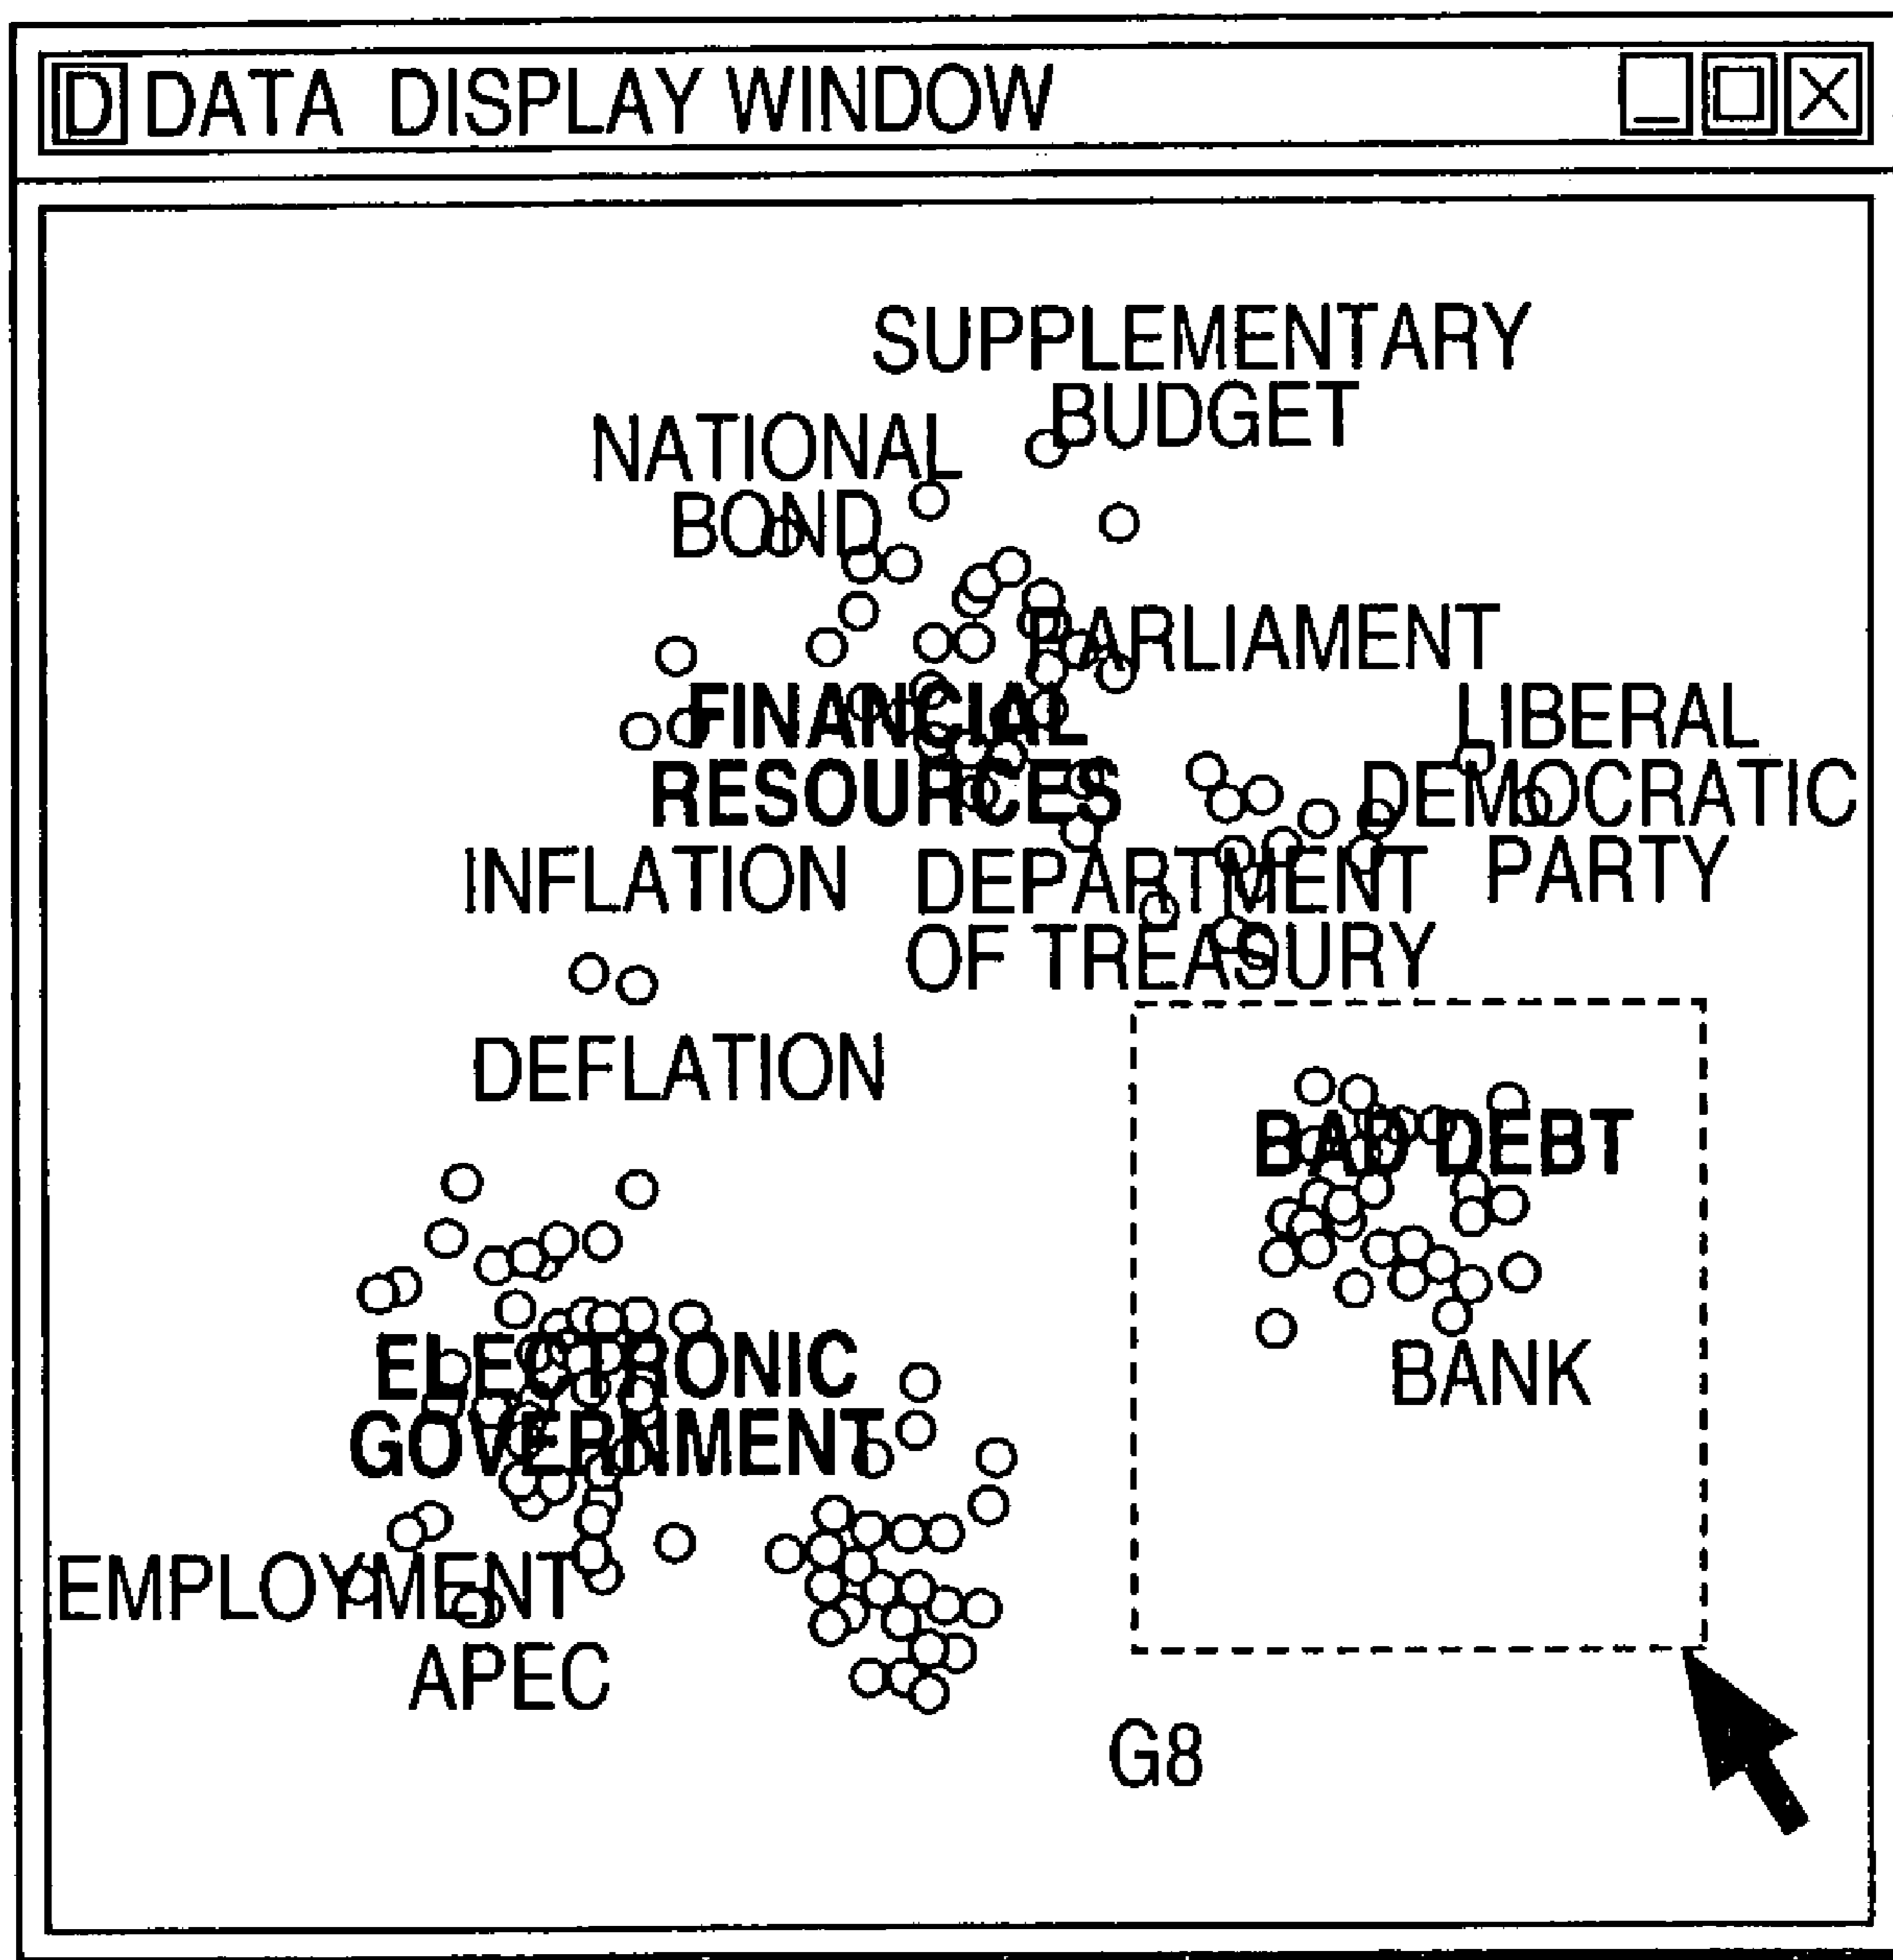 D DATA DISPLAY WINDOW
SUPPLEMENTARY
BUDGET
NATIONAL
BOND
PARLIAMENT
FINANCIAL
RESOURCES
LIBERAL
DEMOCRATIC
PARTY
INFLATION
DEPARTMENT
OF TREASURY
DEFLATION
BAD DEBT
BANK
ELECTRONIC
GOVERNMENT
EMPLOYMENT
APEC
G8